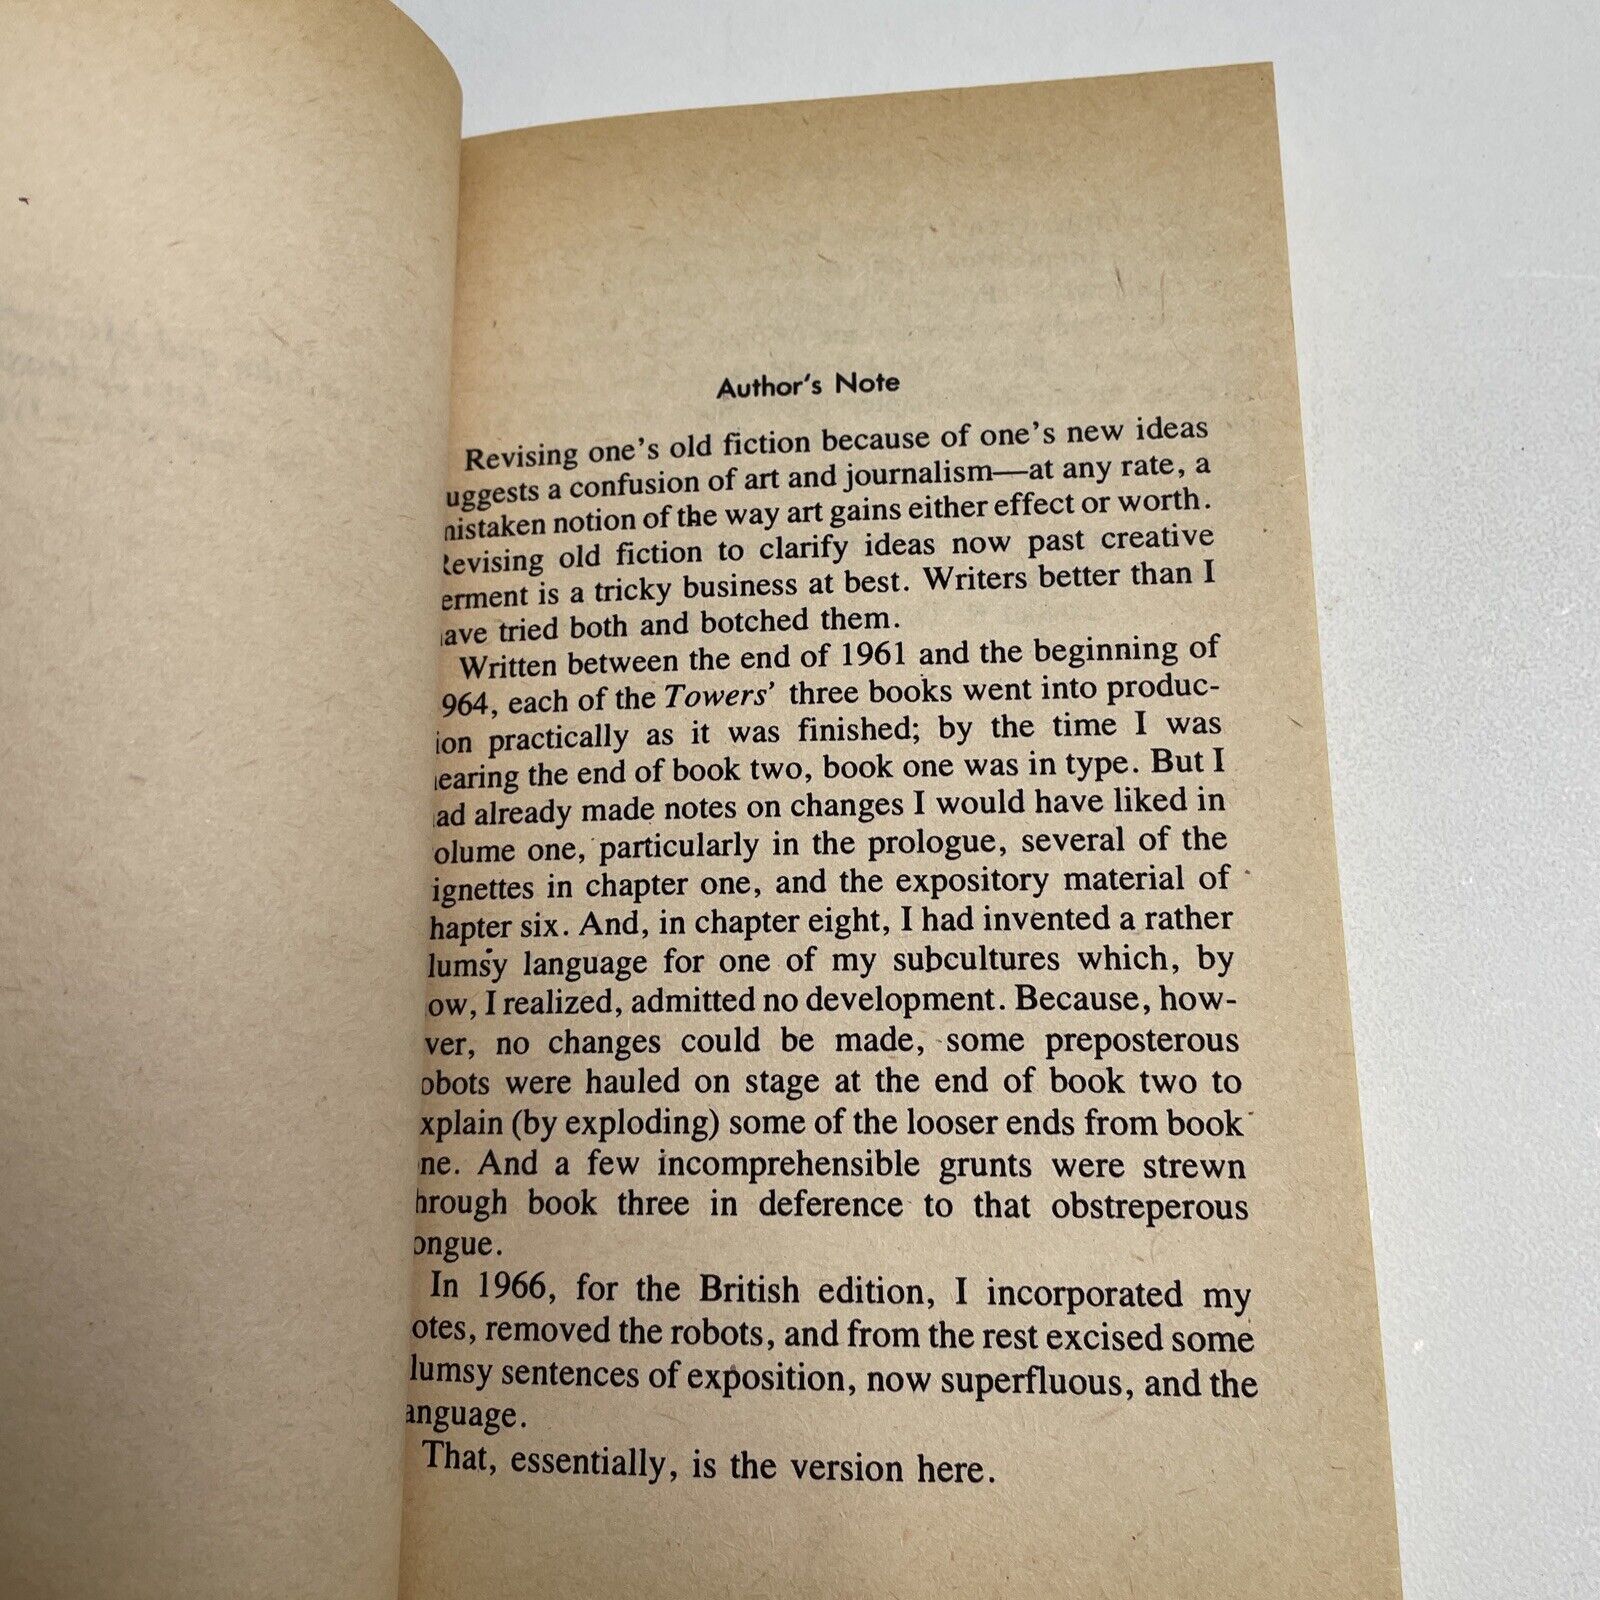 Author's Note
Revising one's old fiction because of one's new ideas
uggests a confusion of art and journalism—at any rate, a
mistaken notion of the way art gains either effect or worth.
Revising old fiction to clarify ideas now past creative
erment is a tricky business at best. Writers better than I
ave tried both and botched them.
Written between the end of 1961 and the beginning of
964, each of the Towers' three books went into produc-
ion practically as it was finished; by the time I was
earing the end of book two, book one was in type. But I
ad already made notes on changes I would have liked in
olume one, particularly in the prologue, several of the
ignettes in chapter one, and the expository material of
hapter six. And, in chapter eight, I had invented a rather
lumsy language for one of my subcultures which, by
ow, I realized, admitted no development. Because, how-
ver, no changes could be made, some preposterous
obots were hauled on stage at the end of book two to
xplain (by exploding) some of the looser ends from book
ne. And a few incomprehensible grunts were strewn
hrough book three in deference to that obstreperous
ongue.
In 1966, for the British edition, I incorporated my
otes, removed the robots, and from the rest excised some
lumsy sentences of exposition, now superfluous, and the
anguage.
That, essentially, is the version here.